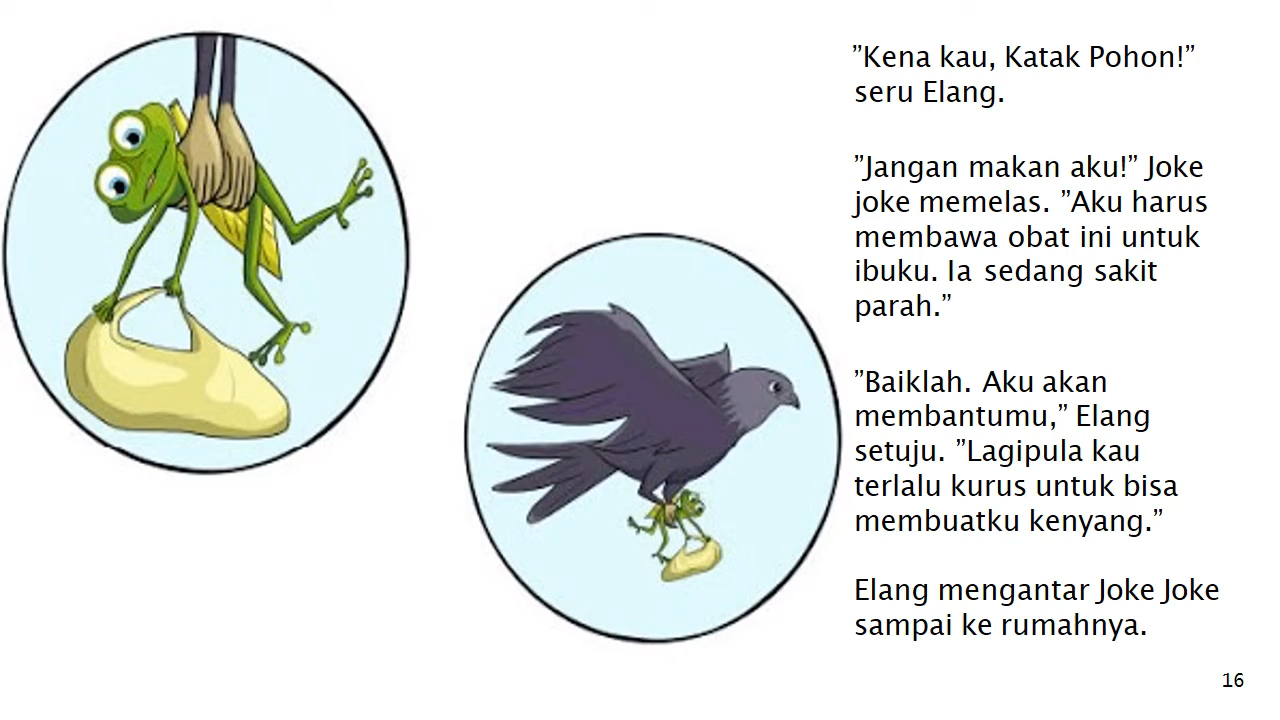 ”Kena kau, Katak Pohon!”
seru Elang.
”Jangan makan aku!” Joke
joke memelas. ”Aku harus
membawa obat ini untuk
ibuku. Ia sedang sakit
parah.”
”Baiklah. Aku akan
membantumu,” Elang
setuju. ”Lagipula kau
terlalu kurus untuk bisa
membuatku kenyang.”
Elang mengantar Joke Joke
sampai ke rumahnya.
16